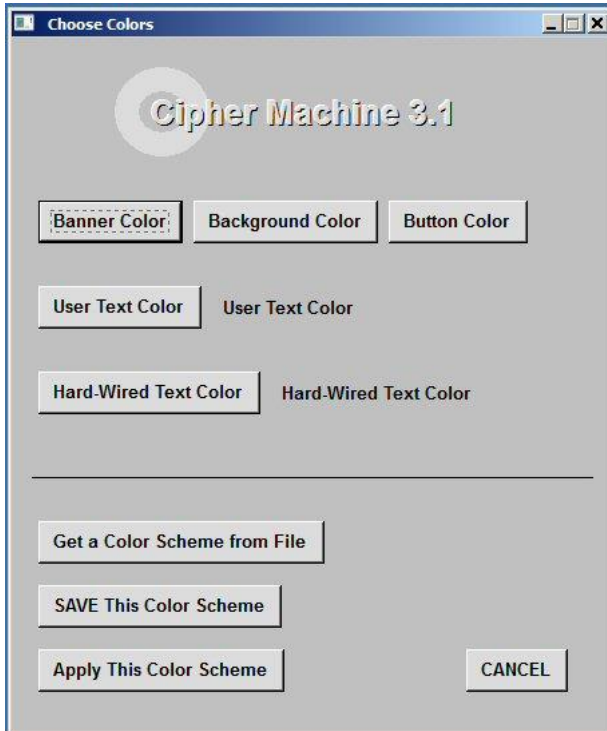 Choose Colors
Cipher Machine 3.1
Banner Color Background Color Button Color
User Text Color User Text Color
Hard-Wired Text Color Hard-Wired Text Color
Get a Color Scheme from File
SAVE This Color Scheme
Apply This Color Scheme CANCEL